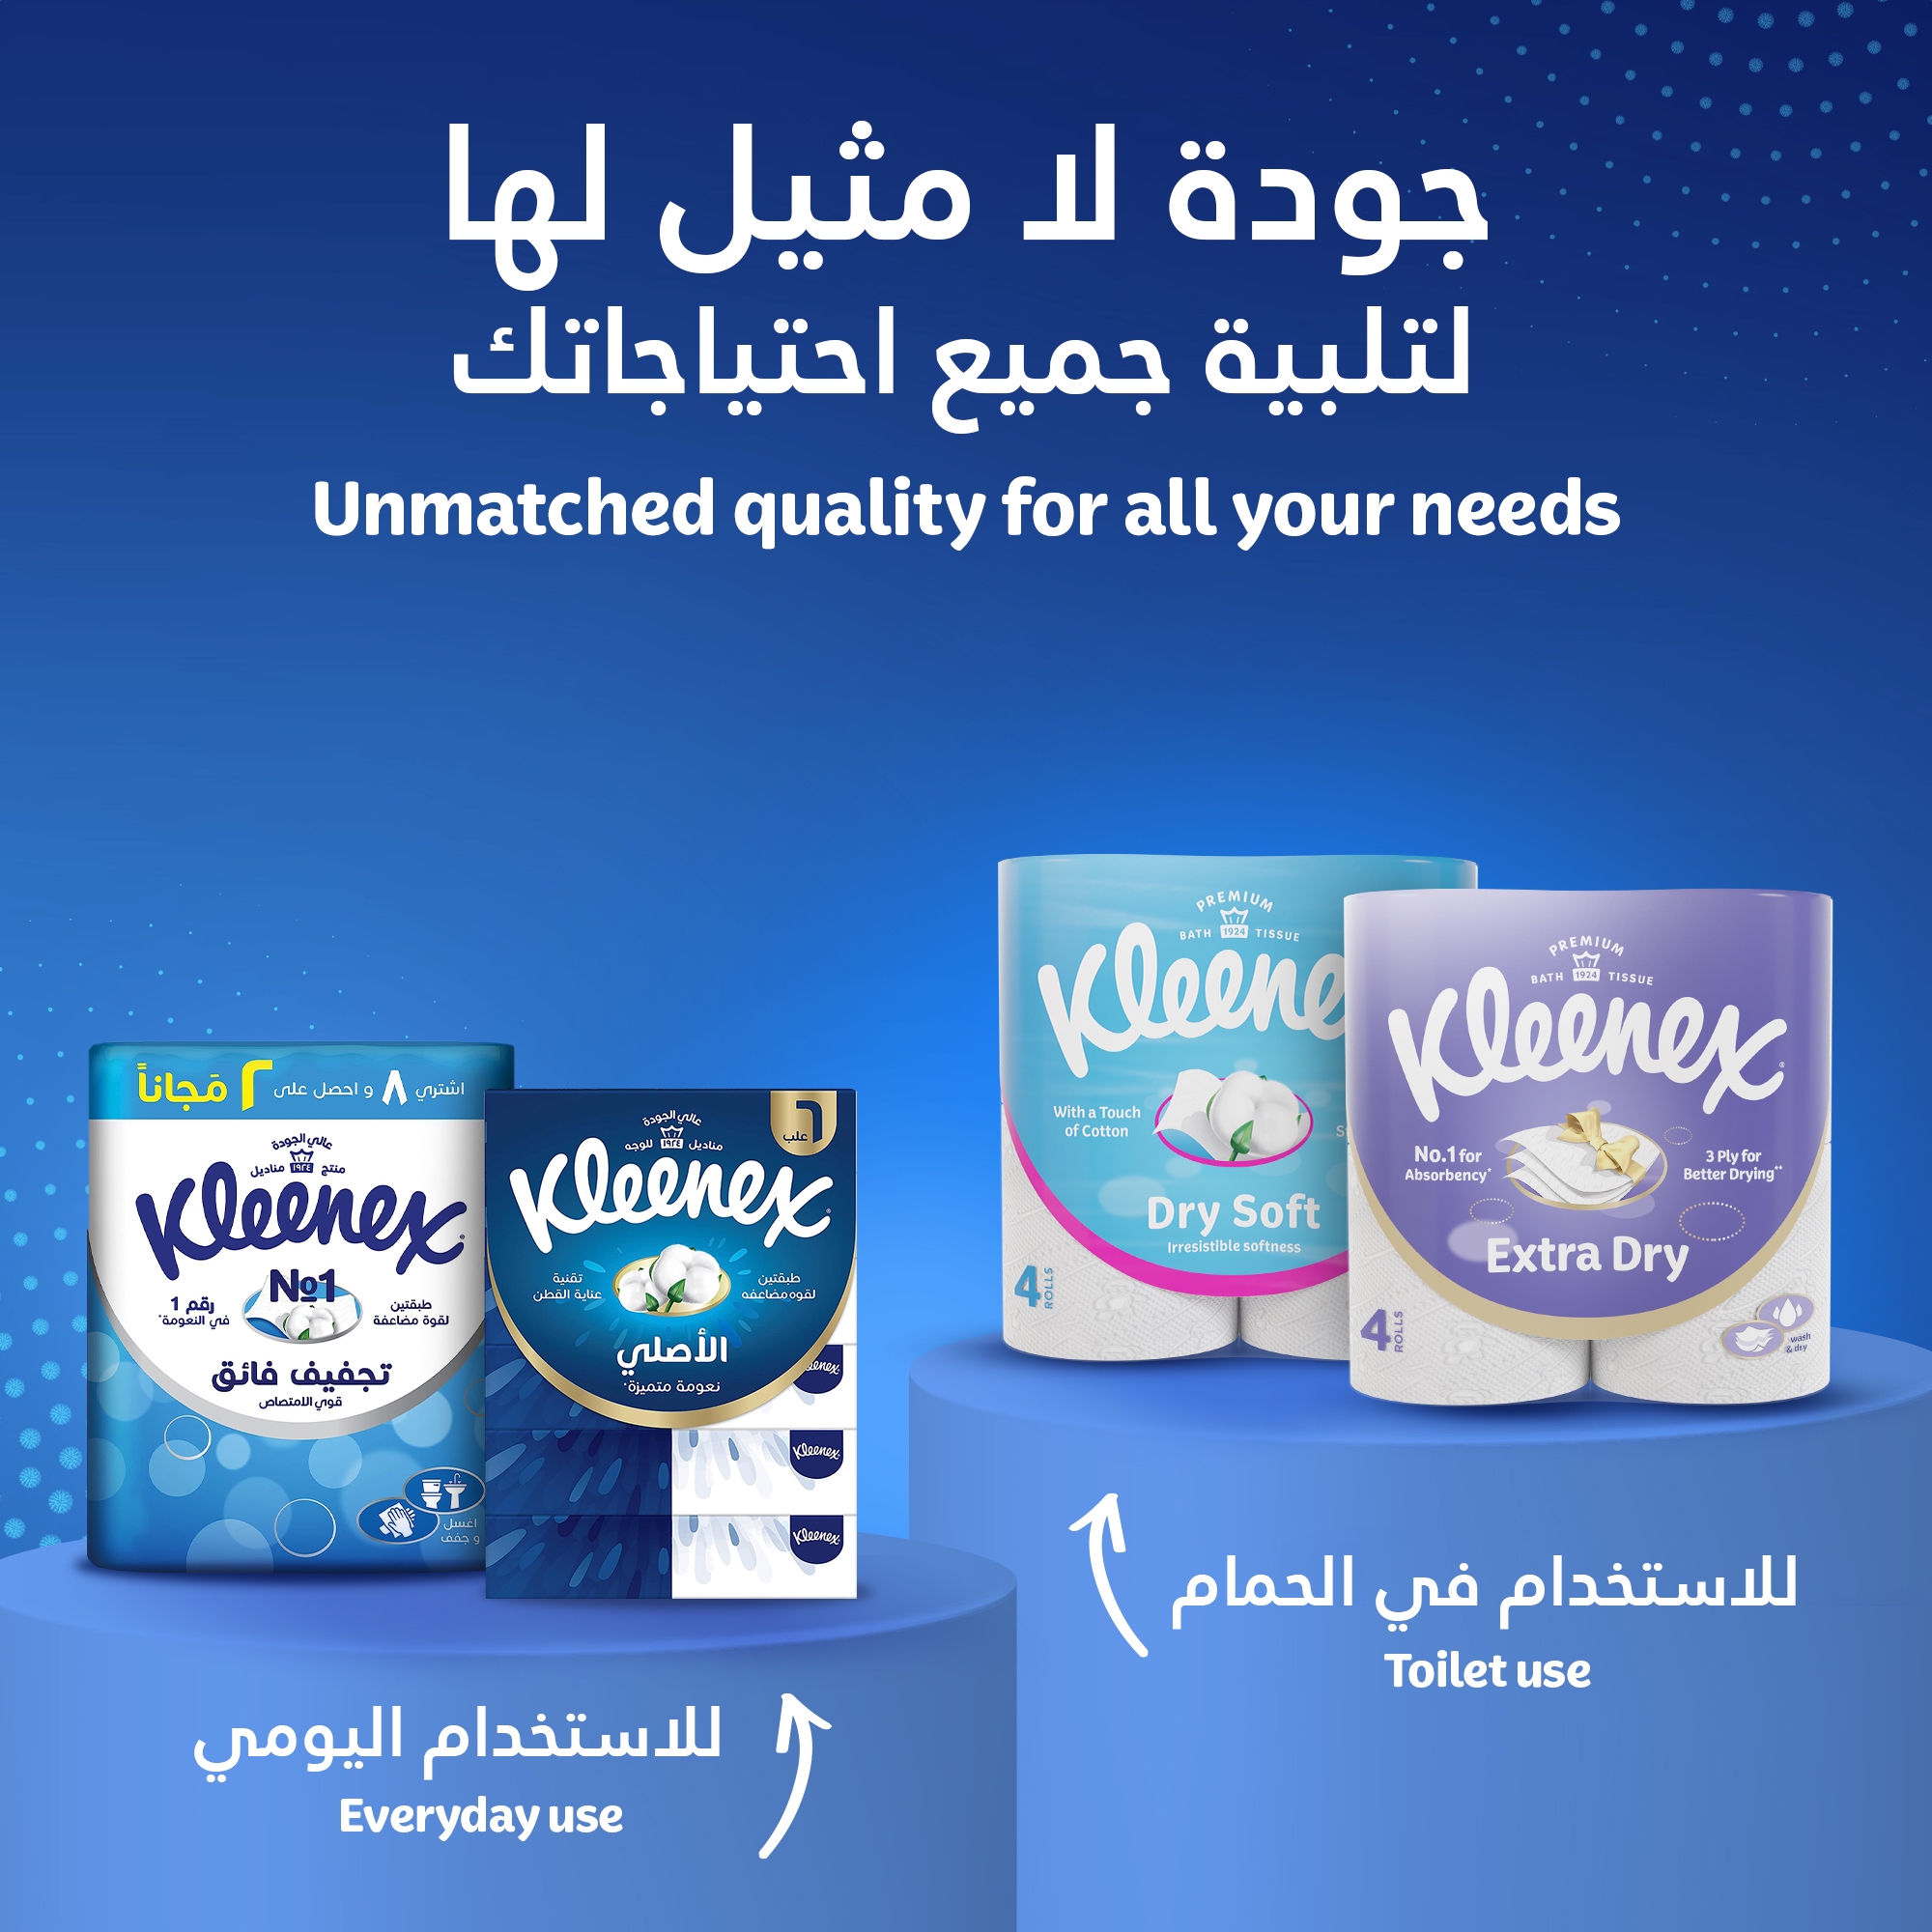 جودة لا مثيل لها
لتلبية جميع احتياجاتك
Unmatched quality for all your needs
PREMIUM
BATH 1924 TISSUE
Kleene
With a Touch
of Cotton
Dry Soft
Irresistible softness
4 ROLLS
PREMIUM
BATH 1924 TISSUE
Kleenex
No.1 for
Absorbency*
3 Ply for
Better Drying**
Extra Dry
4 ROLLS
wash
& dry
اشتري ٨ و احصل على ٢ مَجاناً
عالي الجودة
منتج ١٩٢٤ مناديل
Kleenex
№1
طبقتين
لقوة مضاعفة
رقم 1
في النعومة*
تجفيف فائق
قوي الامتصاص
اغسل
و جفف
٦ علب
عالي الجودة
مناديل ١٩٢٤ للوجه
Kleenex
طبقتين
لقوه مضاعفه
تقنية
عناية القطن
الأصلي
نعومة متميزة*
Kleenex
Kleenex
للاستخدام في الحمام
Toilet use
للاستخدام اليومي
Everyday use